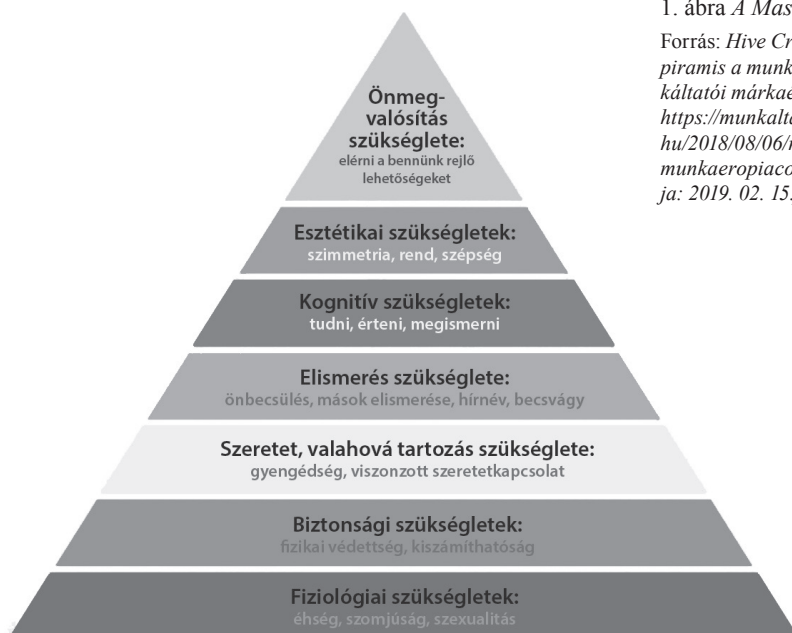 1. ábra A Mas
Forrás: Hive Cr
piramis a munk
káltatói márkaé
https://munkalta
hu/2018/08/06/
munkaeropiaco
ja: 2019. 02. 15.
Önmeg-
valósítás
szükséglete:
elérni a bennünk rejlő
lehetőségeket
Esztétikai szükségletek:
szimmetria, rend, szépség
Kognitív szükségletek:
tudni, érteni, megismerni
Elismerés szükséglete:
önbecsülés, mások elismerése, hírnév, becsvágy
Szeretet, valahová tartozás szükséglete:
gyengédség, viszonzott szeretetkapcsolat
Biztonsági szükségletek:
fizikai védettség, kiszámíthatóság
Fiziológiai szükségletek:
éhség, szomjúság, szexualitás